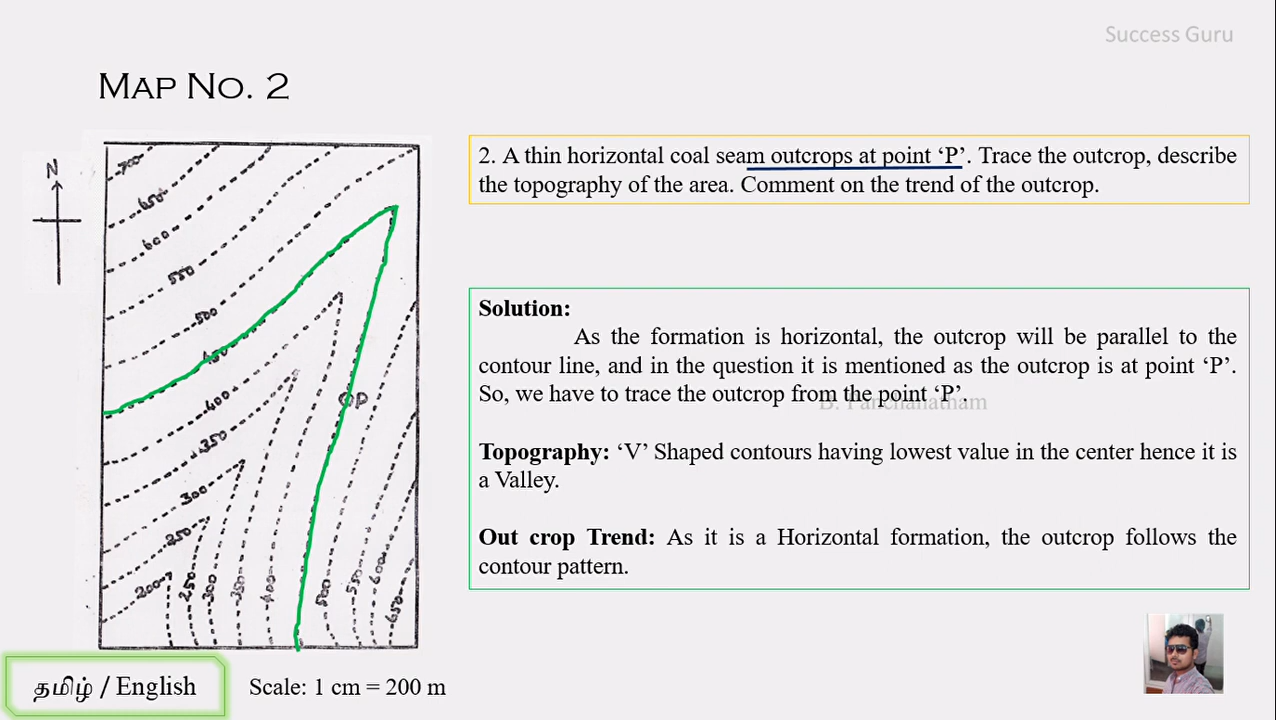 Success Guru
MAP NO. 2
N
700
650
600
550
500
450
400
350
300
250
200
250
300
350
400
500
550
600
650
P
2. A thin horizontal coal seam outcrops at point ‘P’. Trace the outcrop, describe
the topography of the area. Comment on the trend of the outcrop.
Solution:
As the formation is horizontal, the outcrop will be parallel to the
contour line, and in the question it is mentioned as the outcrop is at point ‘P’.
So, we have to trace the outcrop from the point ‘P’.
B. Panchanatham
Topography: ‘V’ Shaped contours having lowest value in the center hence it is
a Valley.
Out crop Trend: As it is a Horizontal formation, the outcrop follows the
contour pattern.
தமிழ் / English
Scale: 1 cm = 200 m